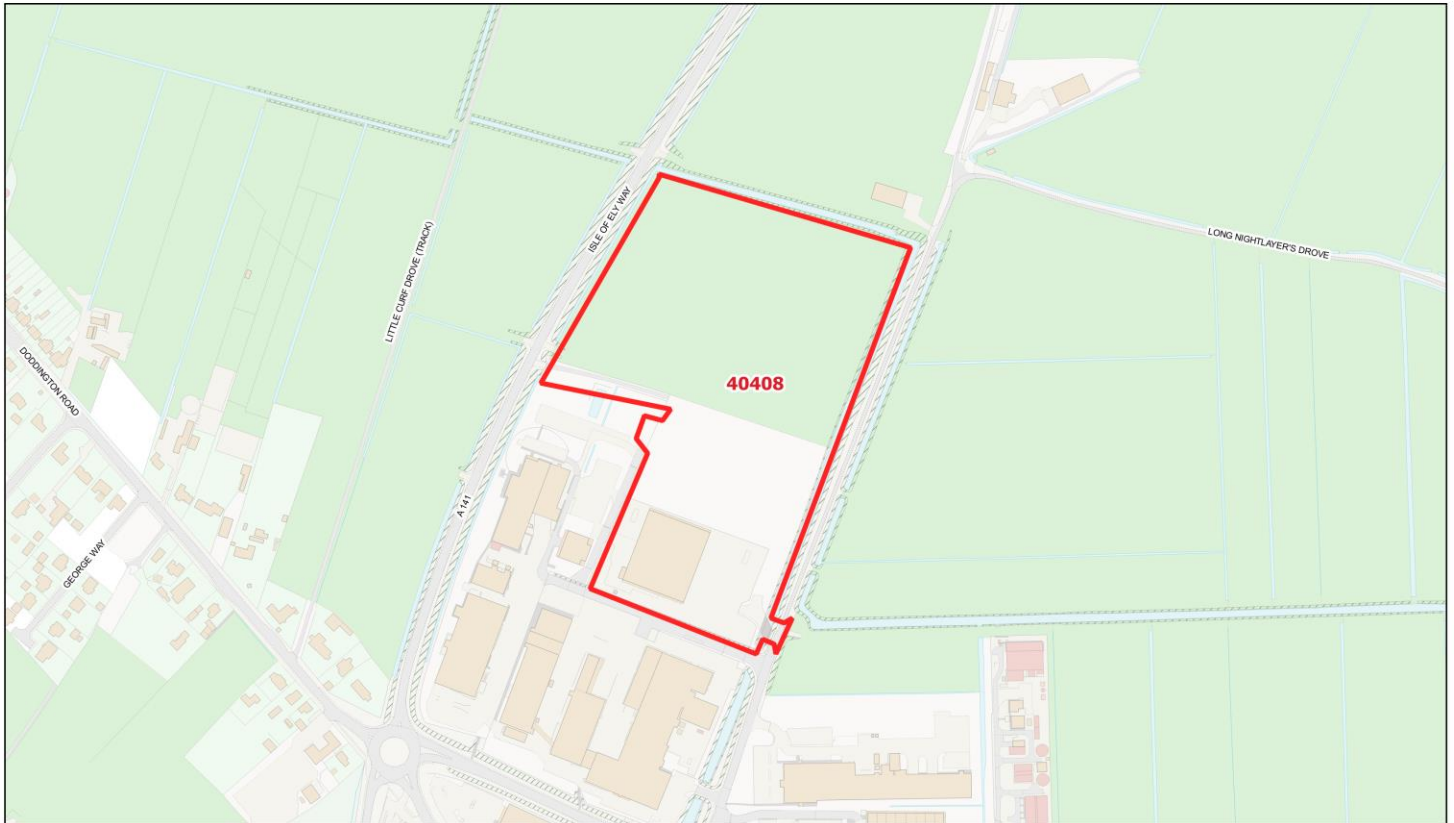 ISLE OF ELY WAY
LONG NIGHTLAYER'S DROVE
LITTLE CURF DROVE (TRACK)
DODDINGTON ROAD
40408
A 141
GEORGE WAY